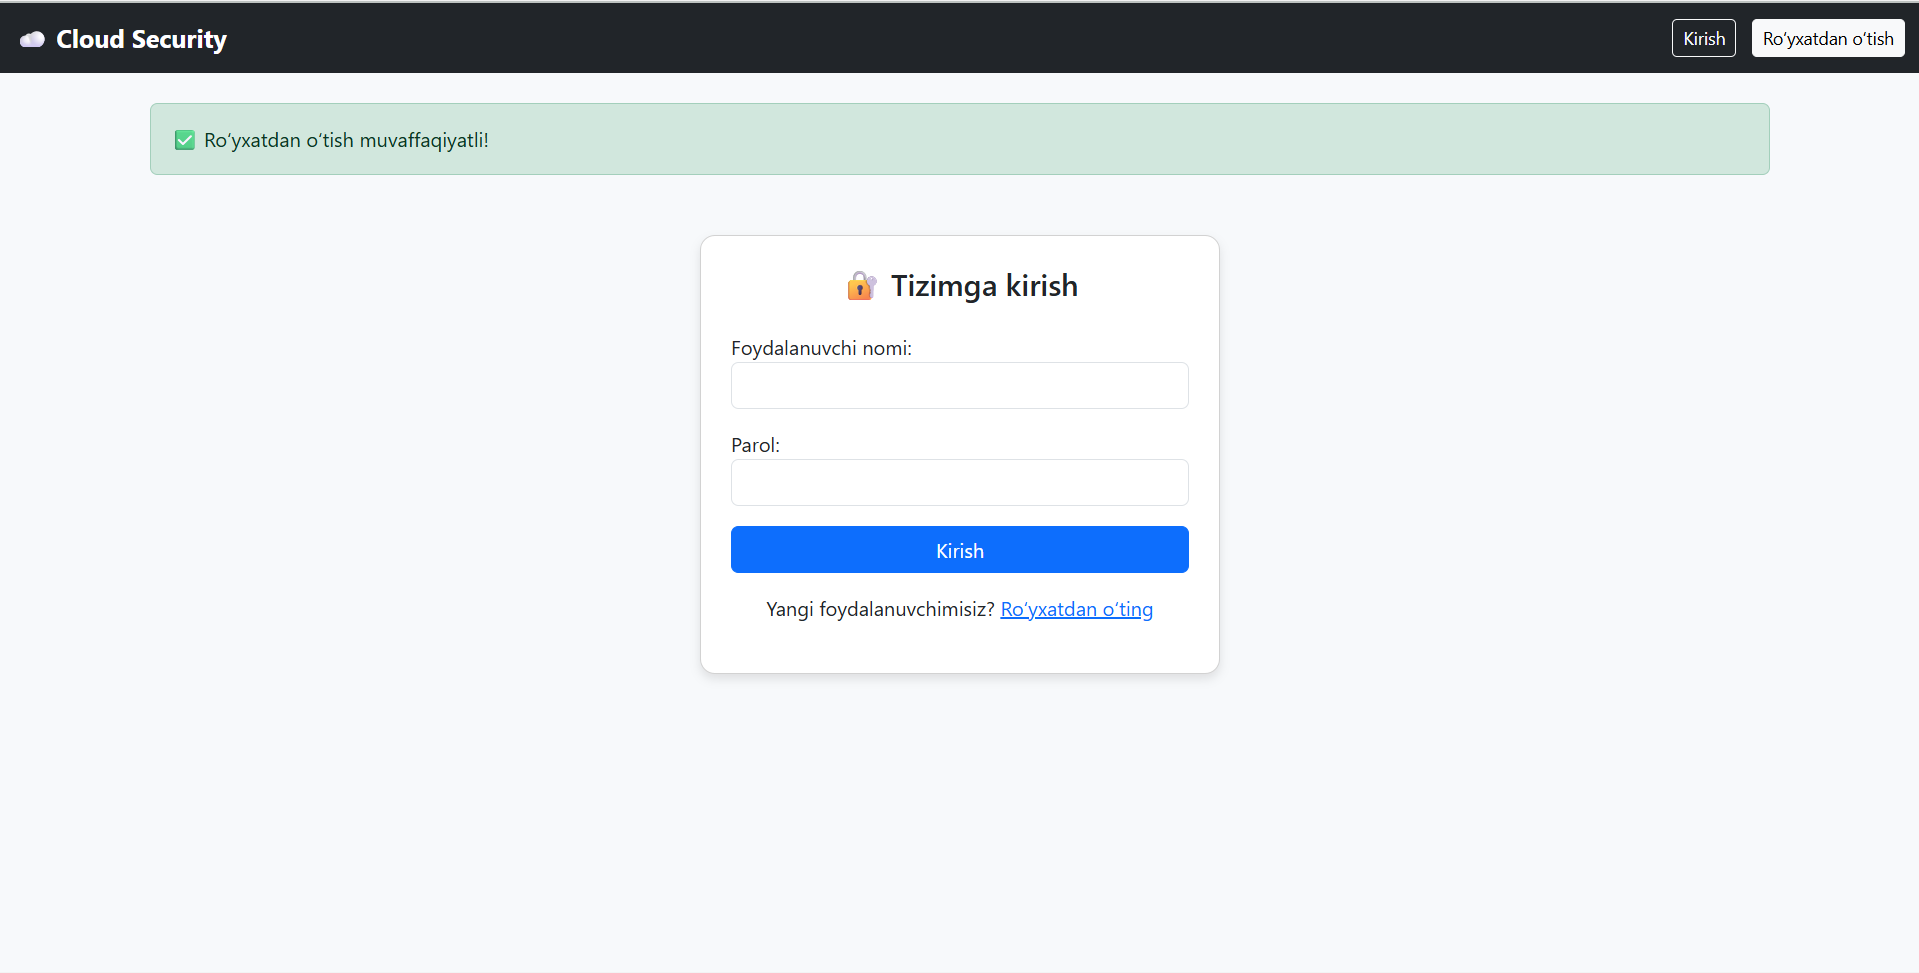 Cloud Security
Kirish
Ro‘yxatdan o‘tish
Ro‘yxatdan o‘tish muvaffaqiyatli!
Tizimga kirish
Foydalanuvchi nomi:
Parol:
Kirish
Yangi foydalanuvchimisiz? Ro‘yxatdan o‘ting